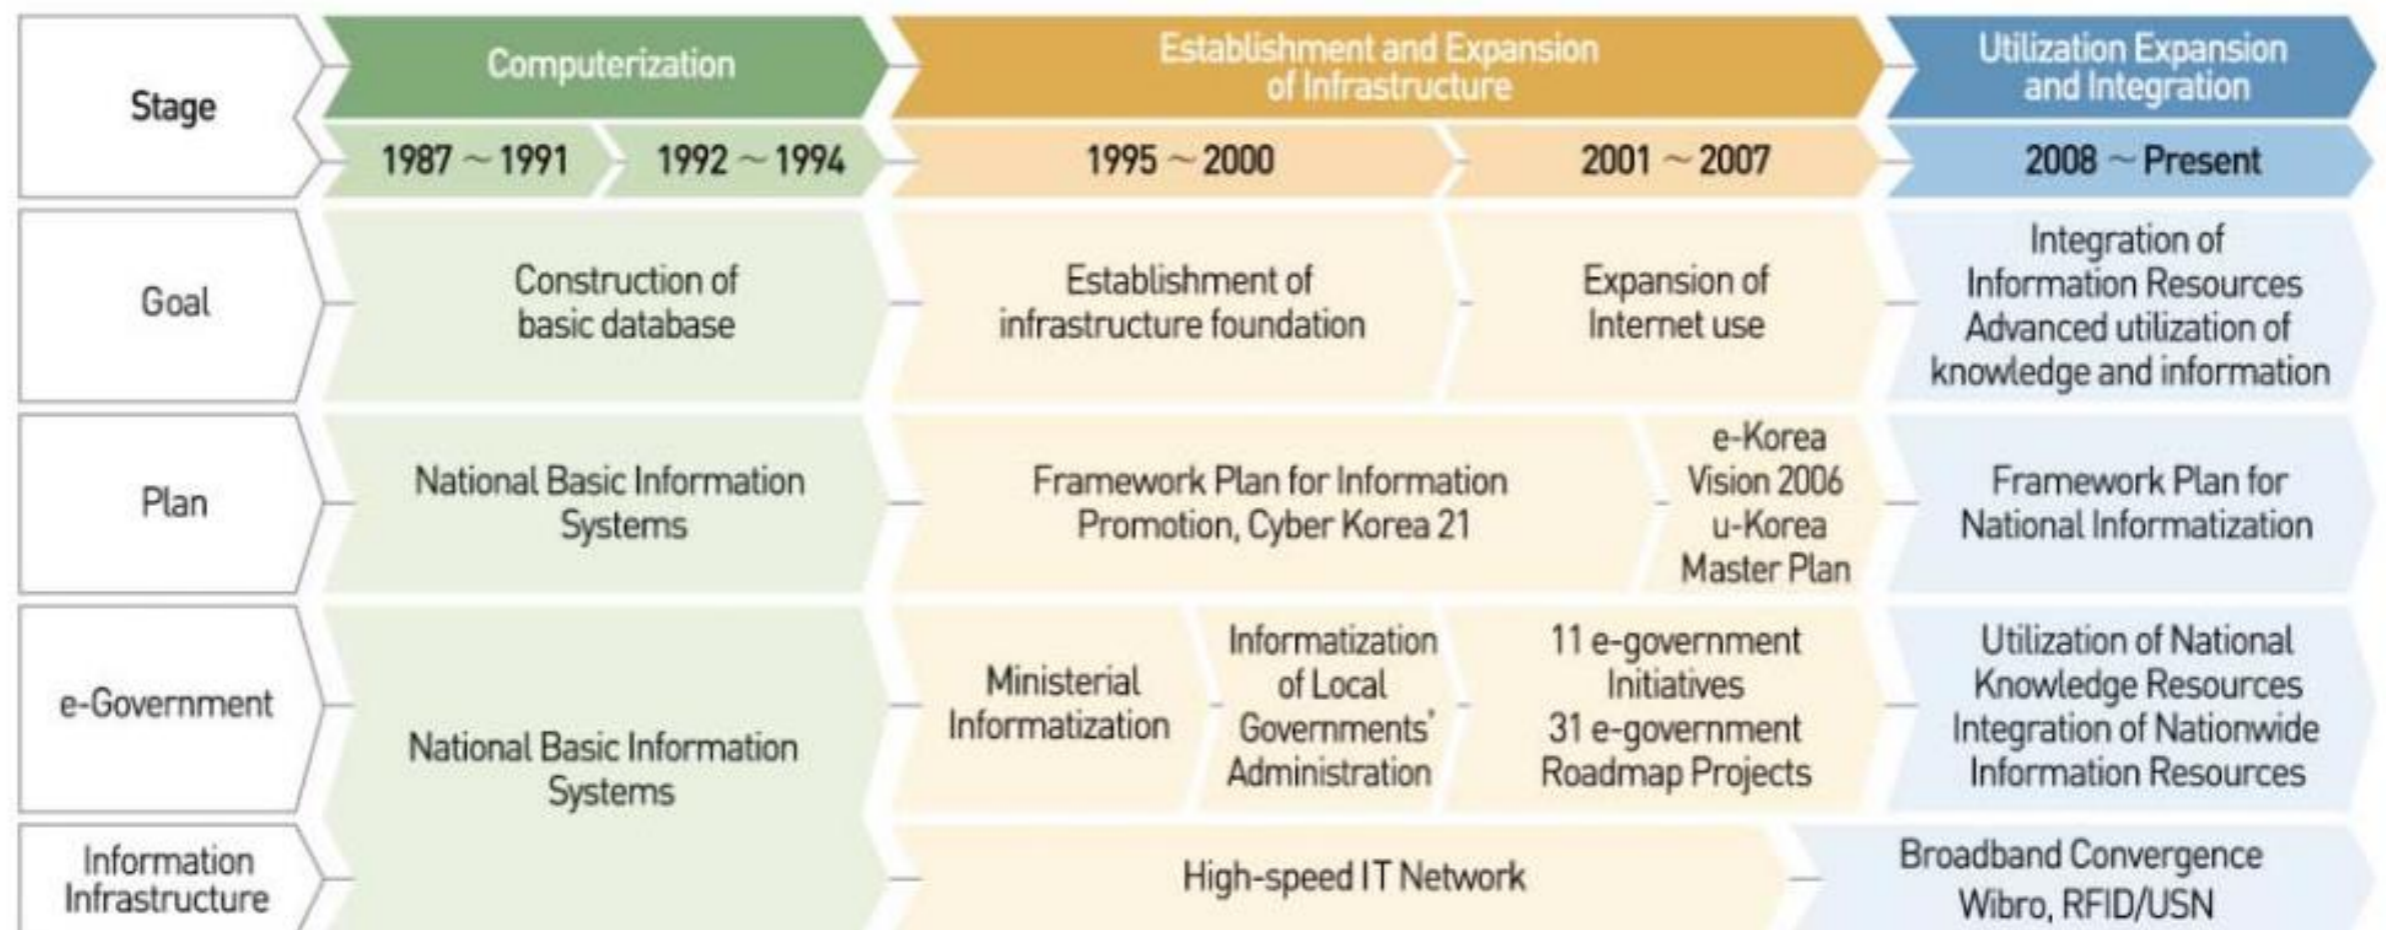 Stage
Computerization
Establishment and Expansion
of Infrastructure
Utilization Expansion
and Integration
1987 ~ 1991
1992 ~ 1994
1995 ~ 2000
2001 ~ 2007
2008 ~ Present
Goal
Construction of
basic database
Establishment of
infrastructure foundation
Expansion of
Internet use
Integration of
Information Resources
Advanced utilization of
knowledge and information
Plan
National Basic Information
Systems
Framework Plan for Information
Promotion, Cyber Korea 21
e-Korea
Vision 2006
u-Korea
Master Plan
Framework Plan for
National Informatization
e-Government
National Basic Information
Systems
Ministerial
Informatization
Informatization
of Local
Governments'
Administration
11 e-government
Initiatives
31 e-government
Roadmap Projects
Utilization of National
Knowledge Resources
Integration of Nationwide
Information Resources
Information
Infrastructure
High-speed IT Network
Broadband Convergence
Wibro, RFID/USN